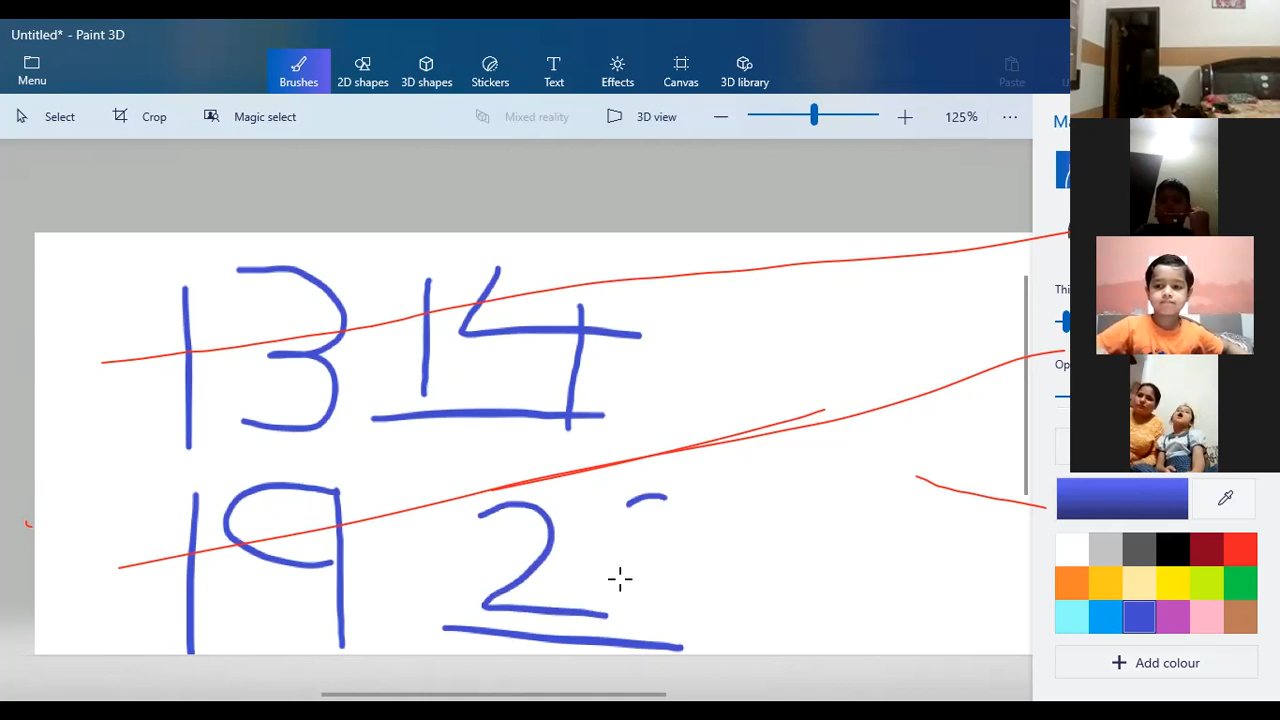 Untitled* - Paint 3D
Menu
Brushes
2D shapes
3D shapes
Stickers
Text
Effects
Canvas
3D library
Paste
Select
Crop
Magic select
Mixed reality
3D view
125%
13 14
19 2
Add colour